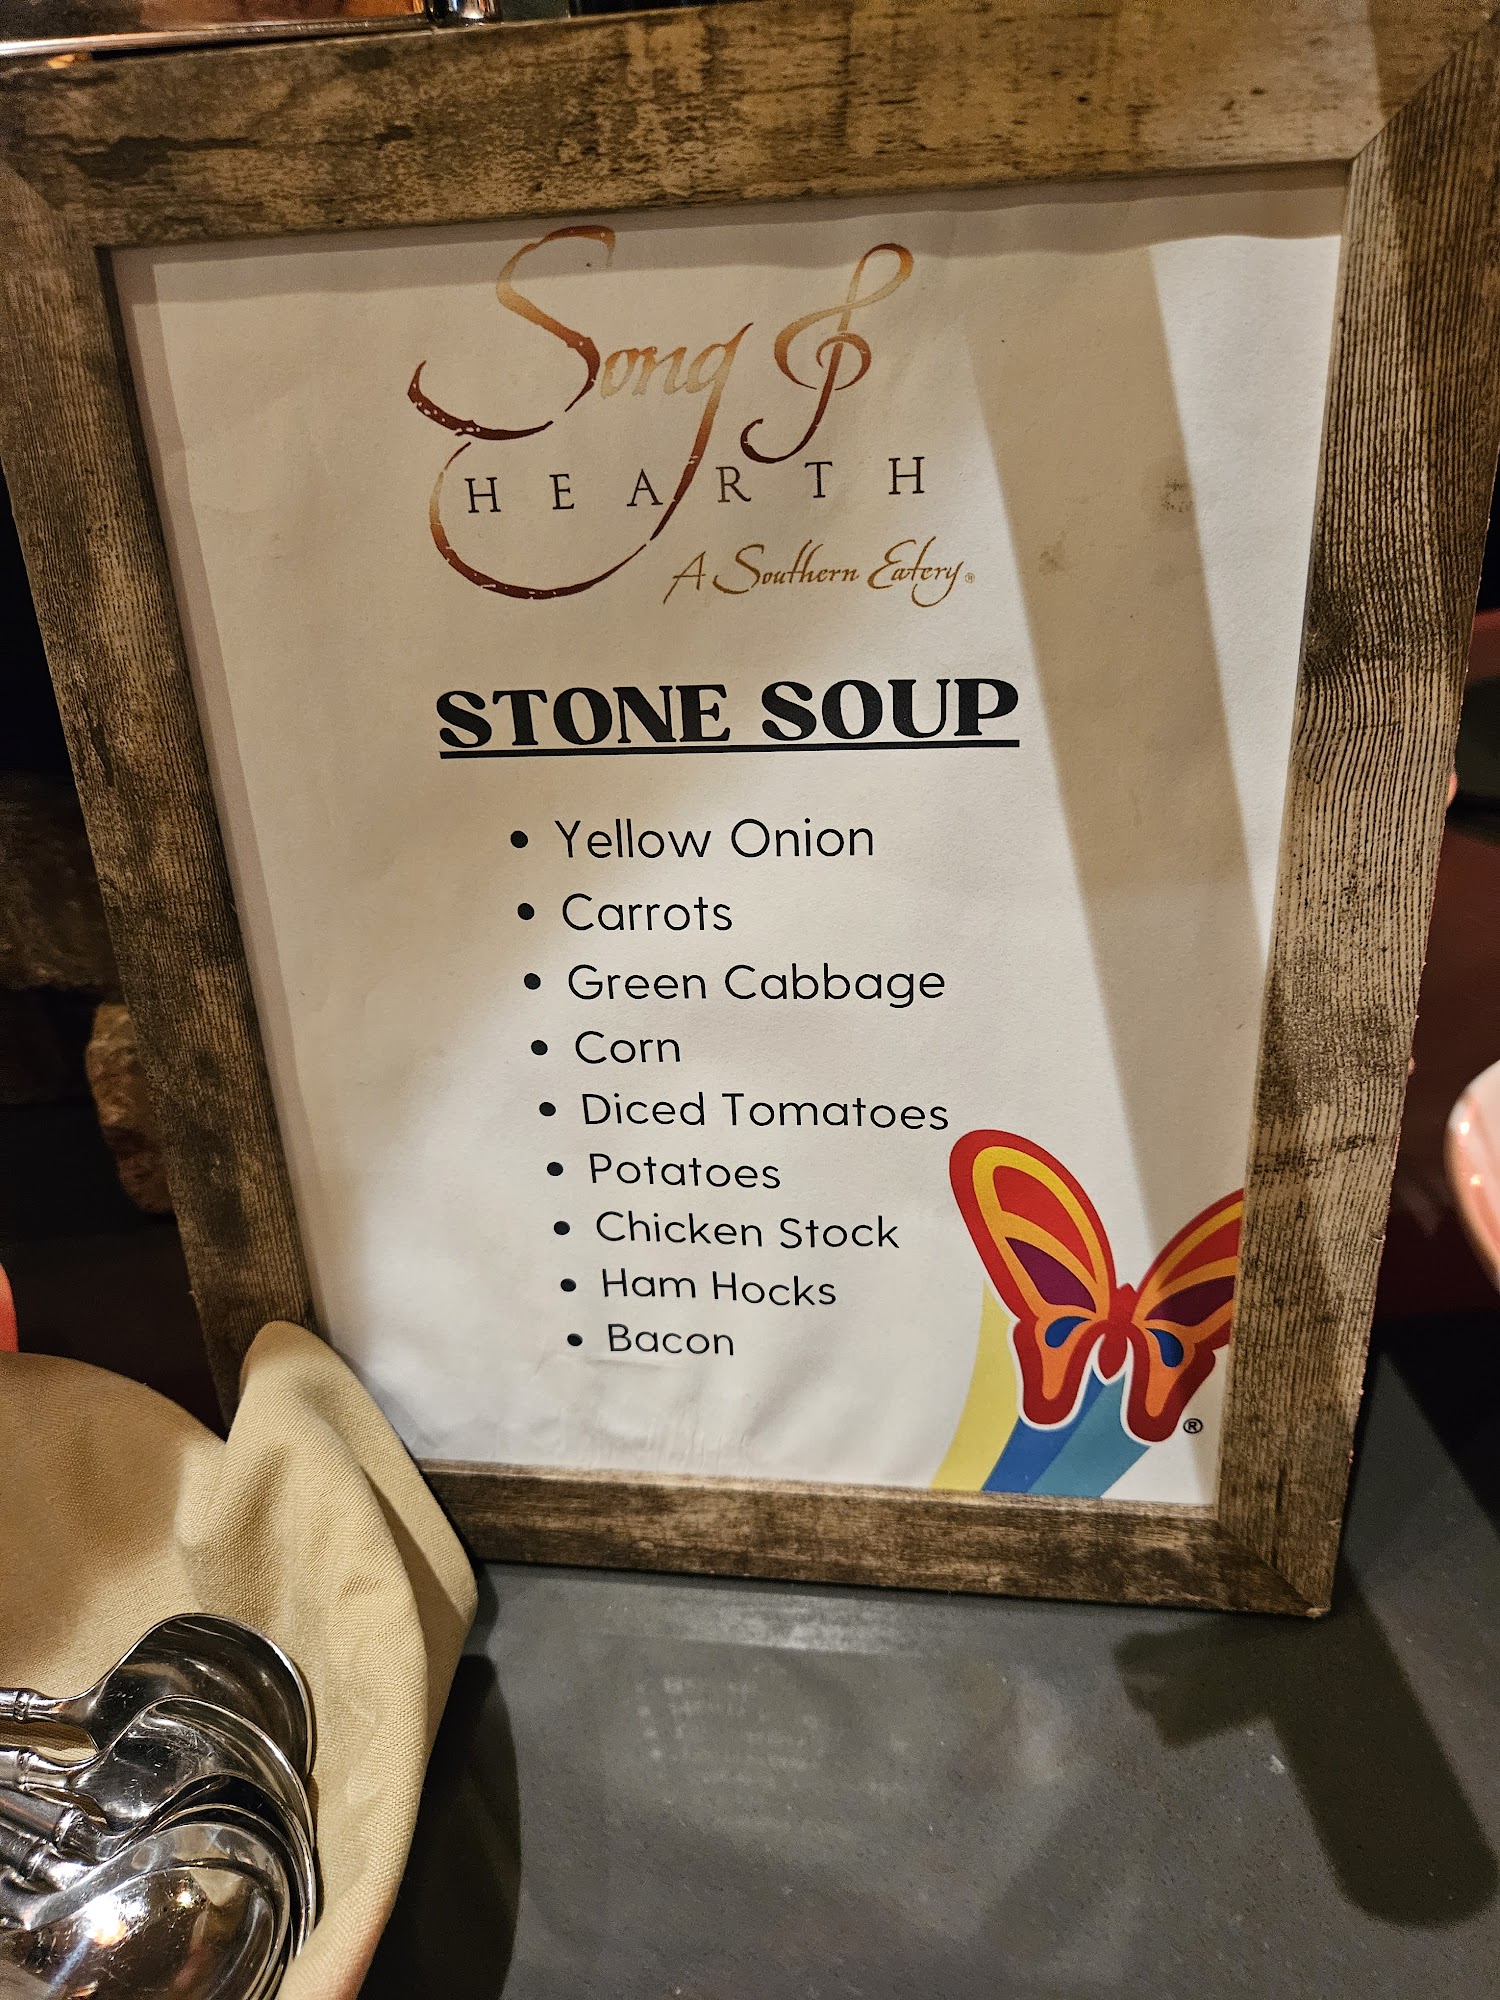 Song &
HEARTH
A Southern Eatery®
STONE SOUP
• Yellow Onion
• Carrots
• Green Cabbage
• Corn
• Diced Tomatoes
• Potatoes
• Chicken Stock
• Ham Hocks
• Bacon
®